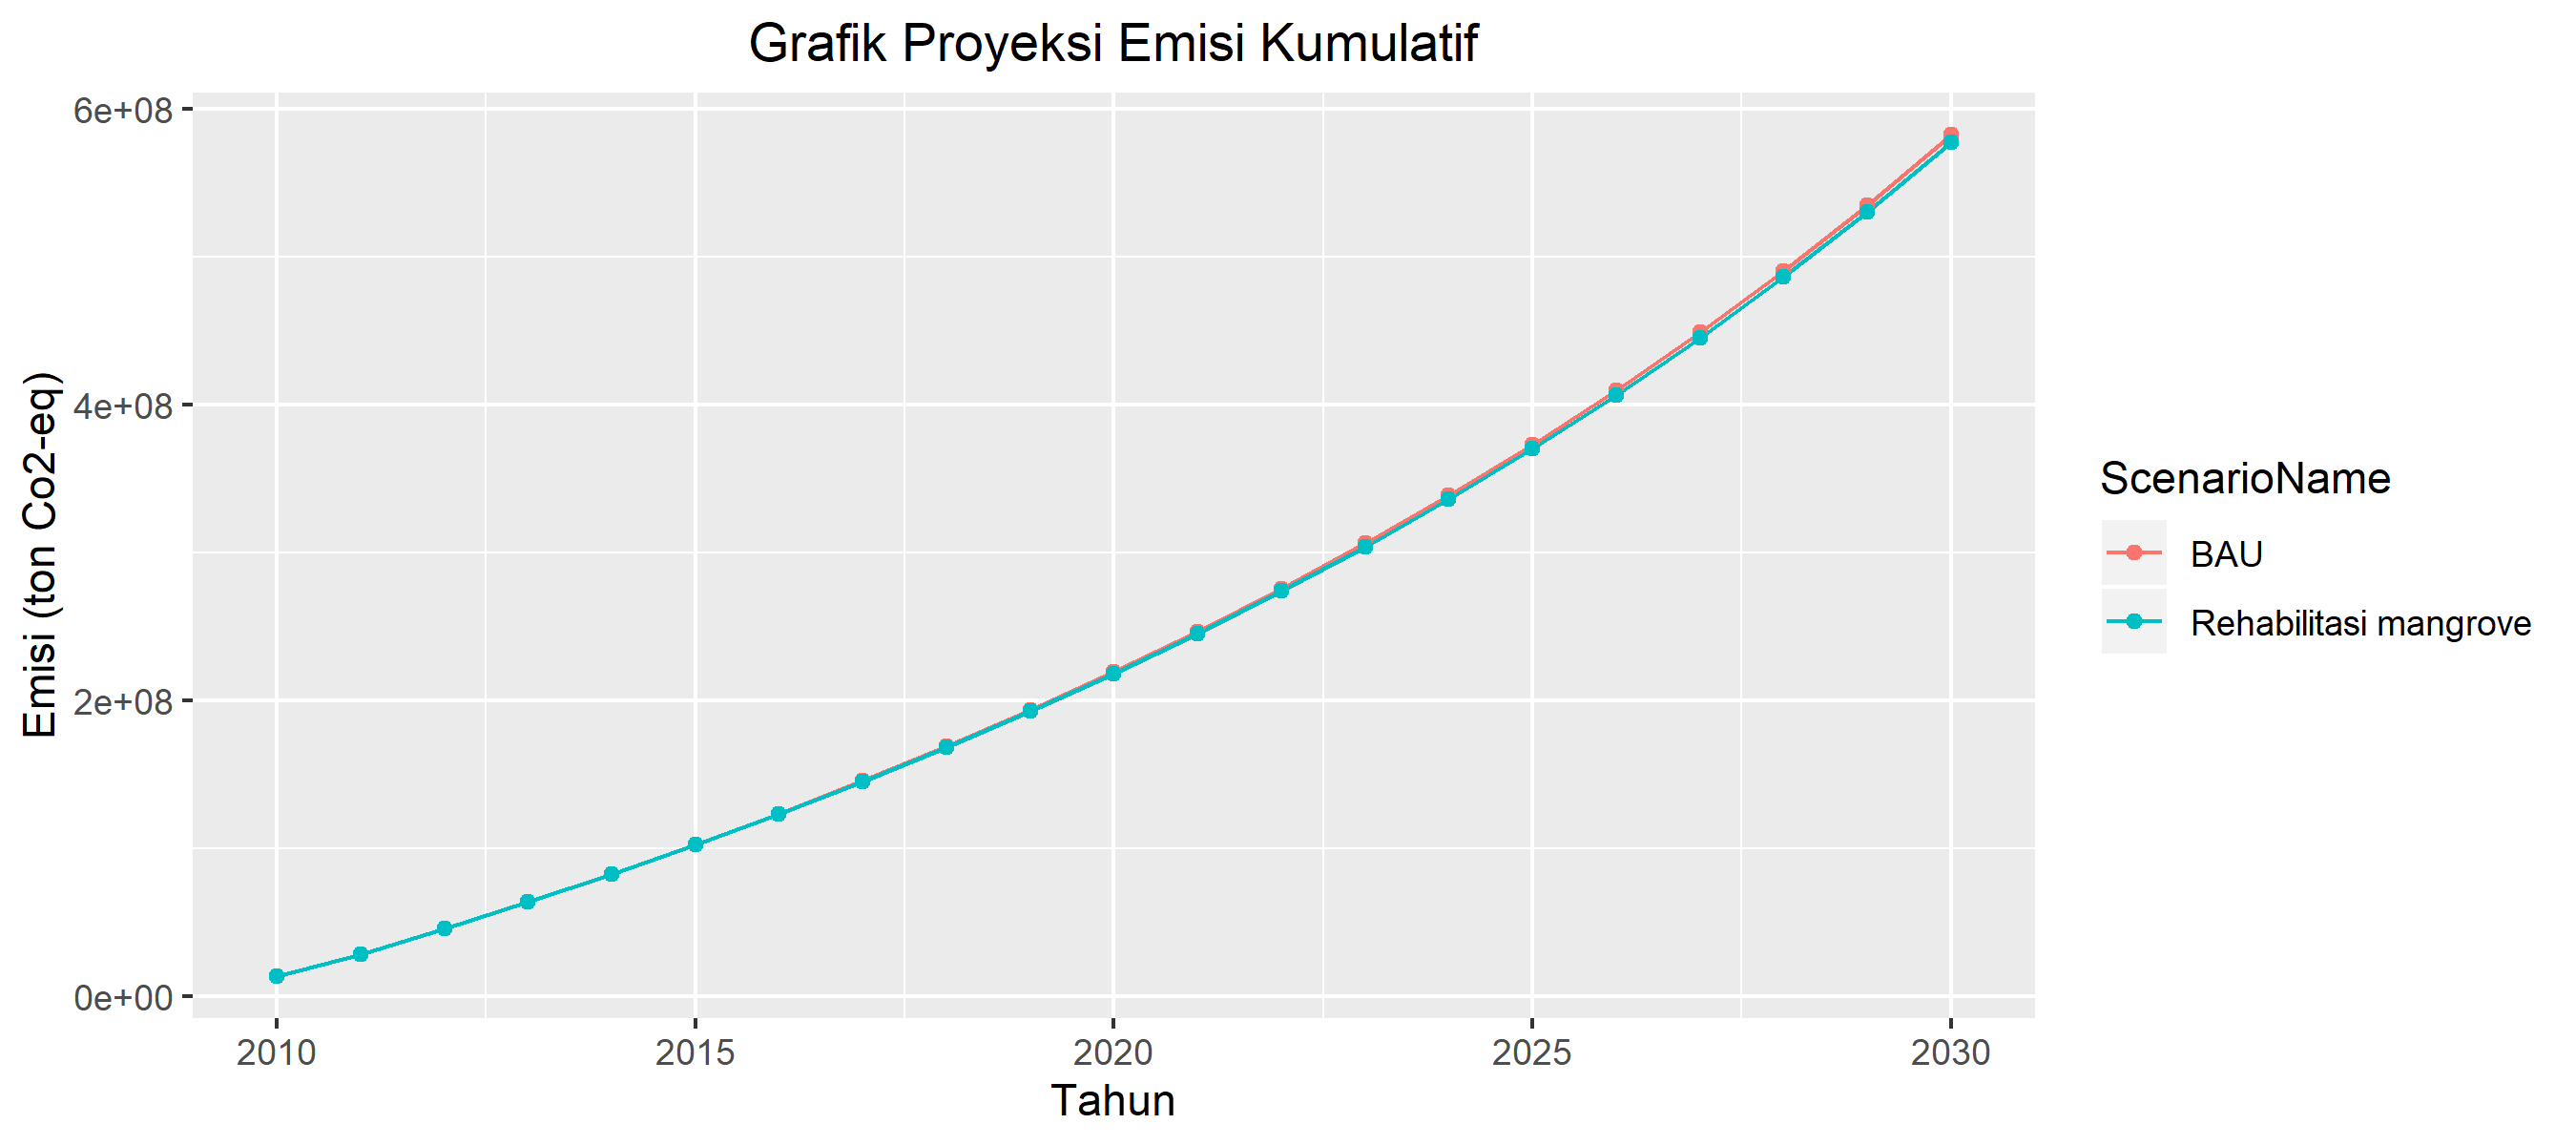 Grafik Proyeksi Emisi Kumulatif
6e+08
4e+08
2e+08
0e+00
Emisi (ton Co2-eq)
2010
2015
2020
2025
2030
Tahun
ScenarioName
BAU
Rehabilitasi mangrove